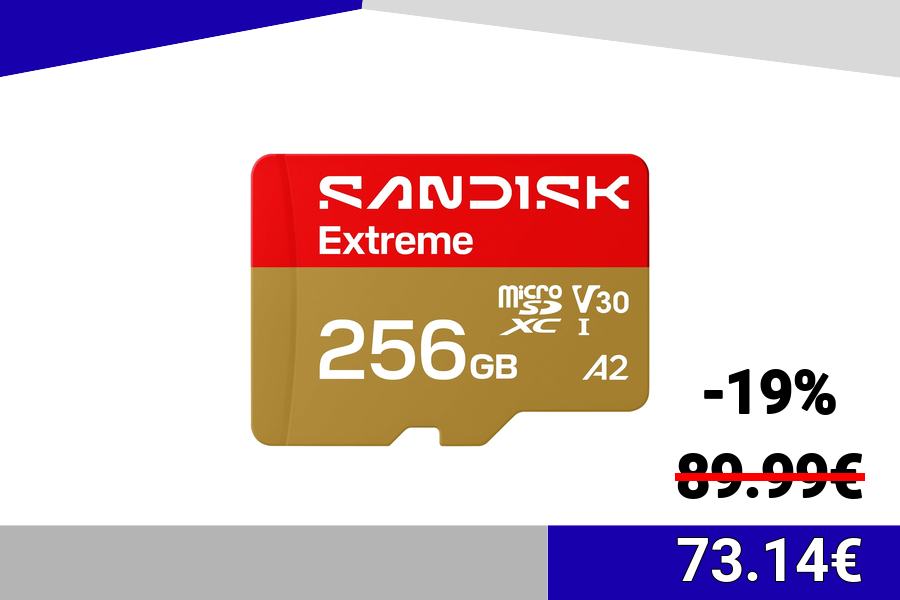 SANDISK
Extreme
micro SD XC V30 I
256GB
A2
-19%
89.99€
73.14€